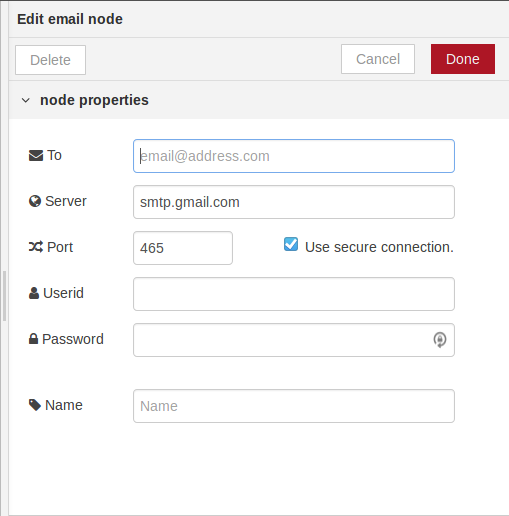 Edit email node
Delete
Cancel
Done
node properties
To
email@address.com
Server
smtp.gmail.com
Port
465
Use secure connection.
Userid
Password
Name
Name